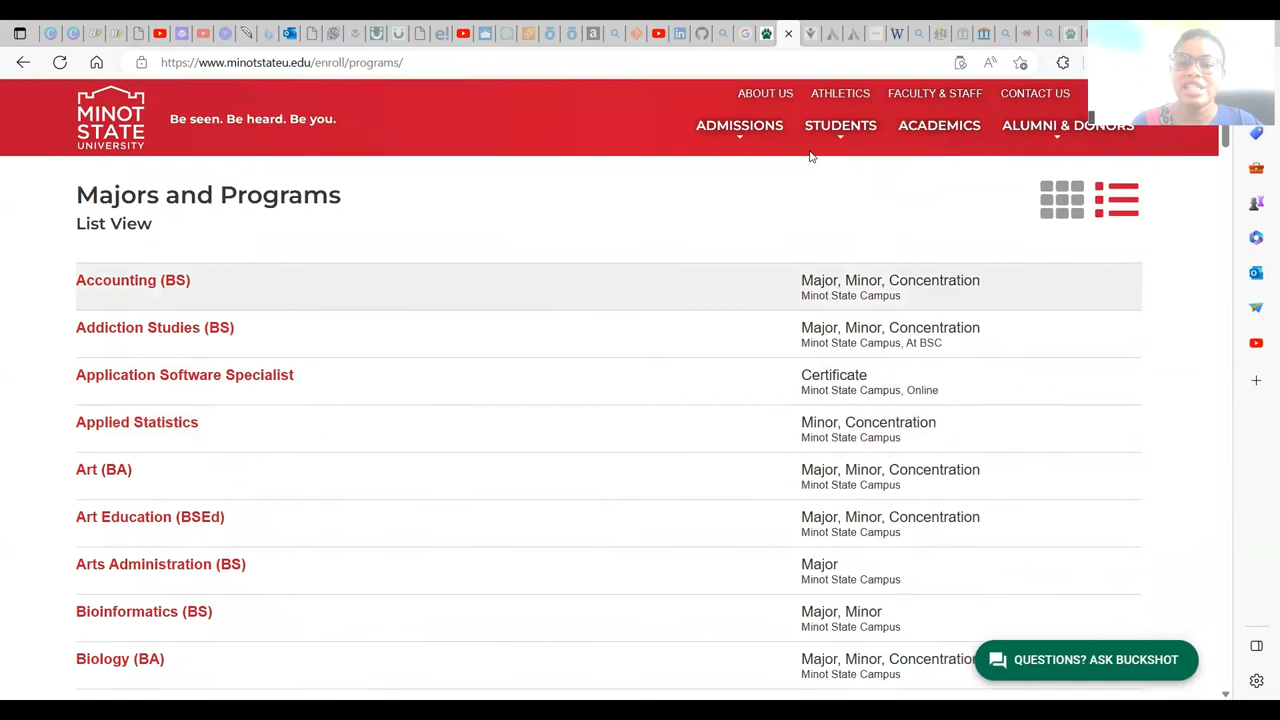 https://www.minotstateu.edu/enroll/programs/
ABOUT US ATHLETICS FACULTY & STAFF CONTACT US
MINOT
STATE
UNIVERSITY
Be seen. Be heard. Be you.
ADMISSIONS STUDENTS ACADEMICS ALUMNI & DONORS
Majors and Programs
List View
Accounting (BS) Major, Minor, Concentration
Minot State Campus
Addiction Studies (BS) Major, Minor, Concentration
Minot State Campus, At BSC
Application Software Specialist Certificate
Minot State Campus, Online
Applied Statistics Minor, Concentration
Minot State Campus
Art (BA) Major, Minor, Concentration
Minot State Campus
Art Education (BSEd) Major, Minor, Concentration
Minot State Campus
Arts Administration (BS) Major
Minot State Campus
Bioinformatics (BS) Major, Minor
Minot State Campus
Biology (BA) Major, Minor, Concentration
Minot State Campus
QUESTIONS? ASK BUCKSHOT